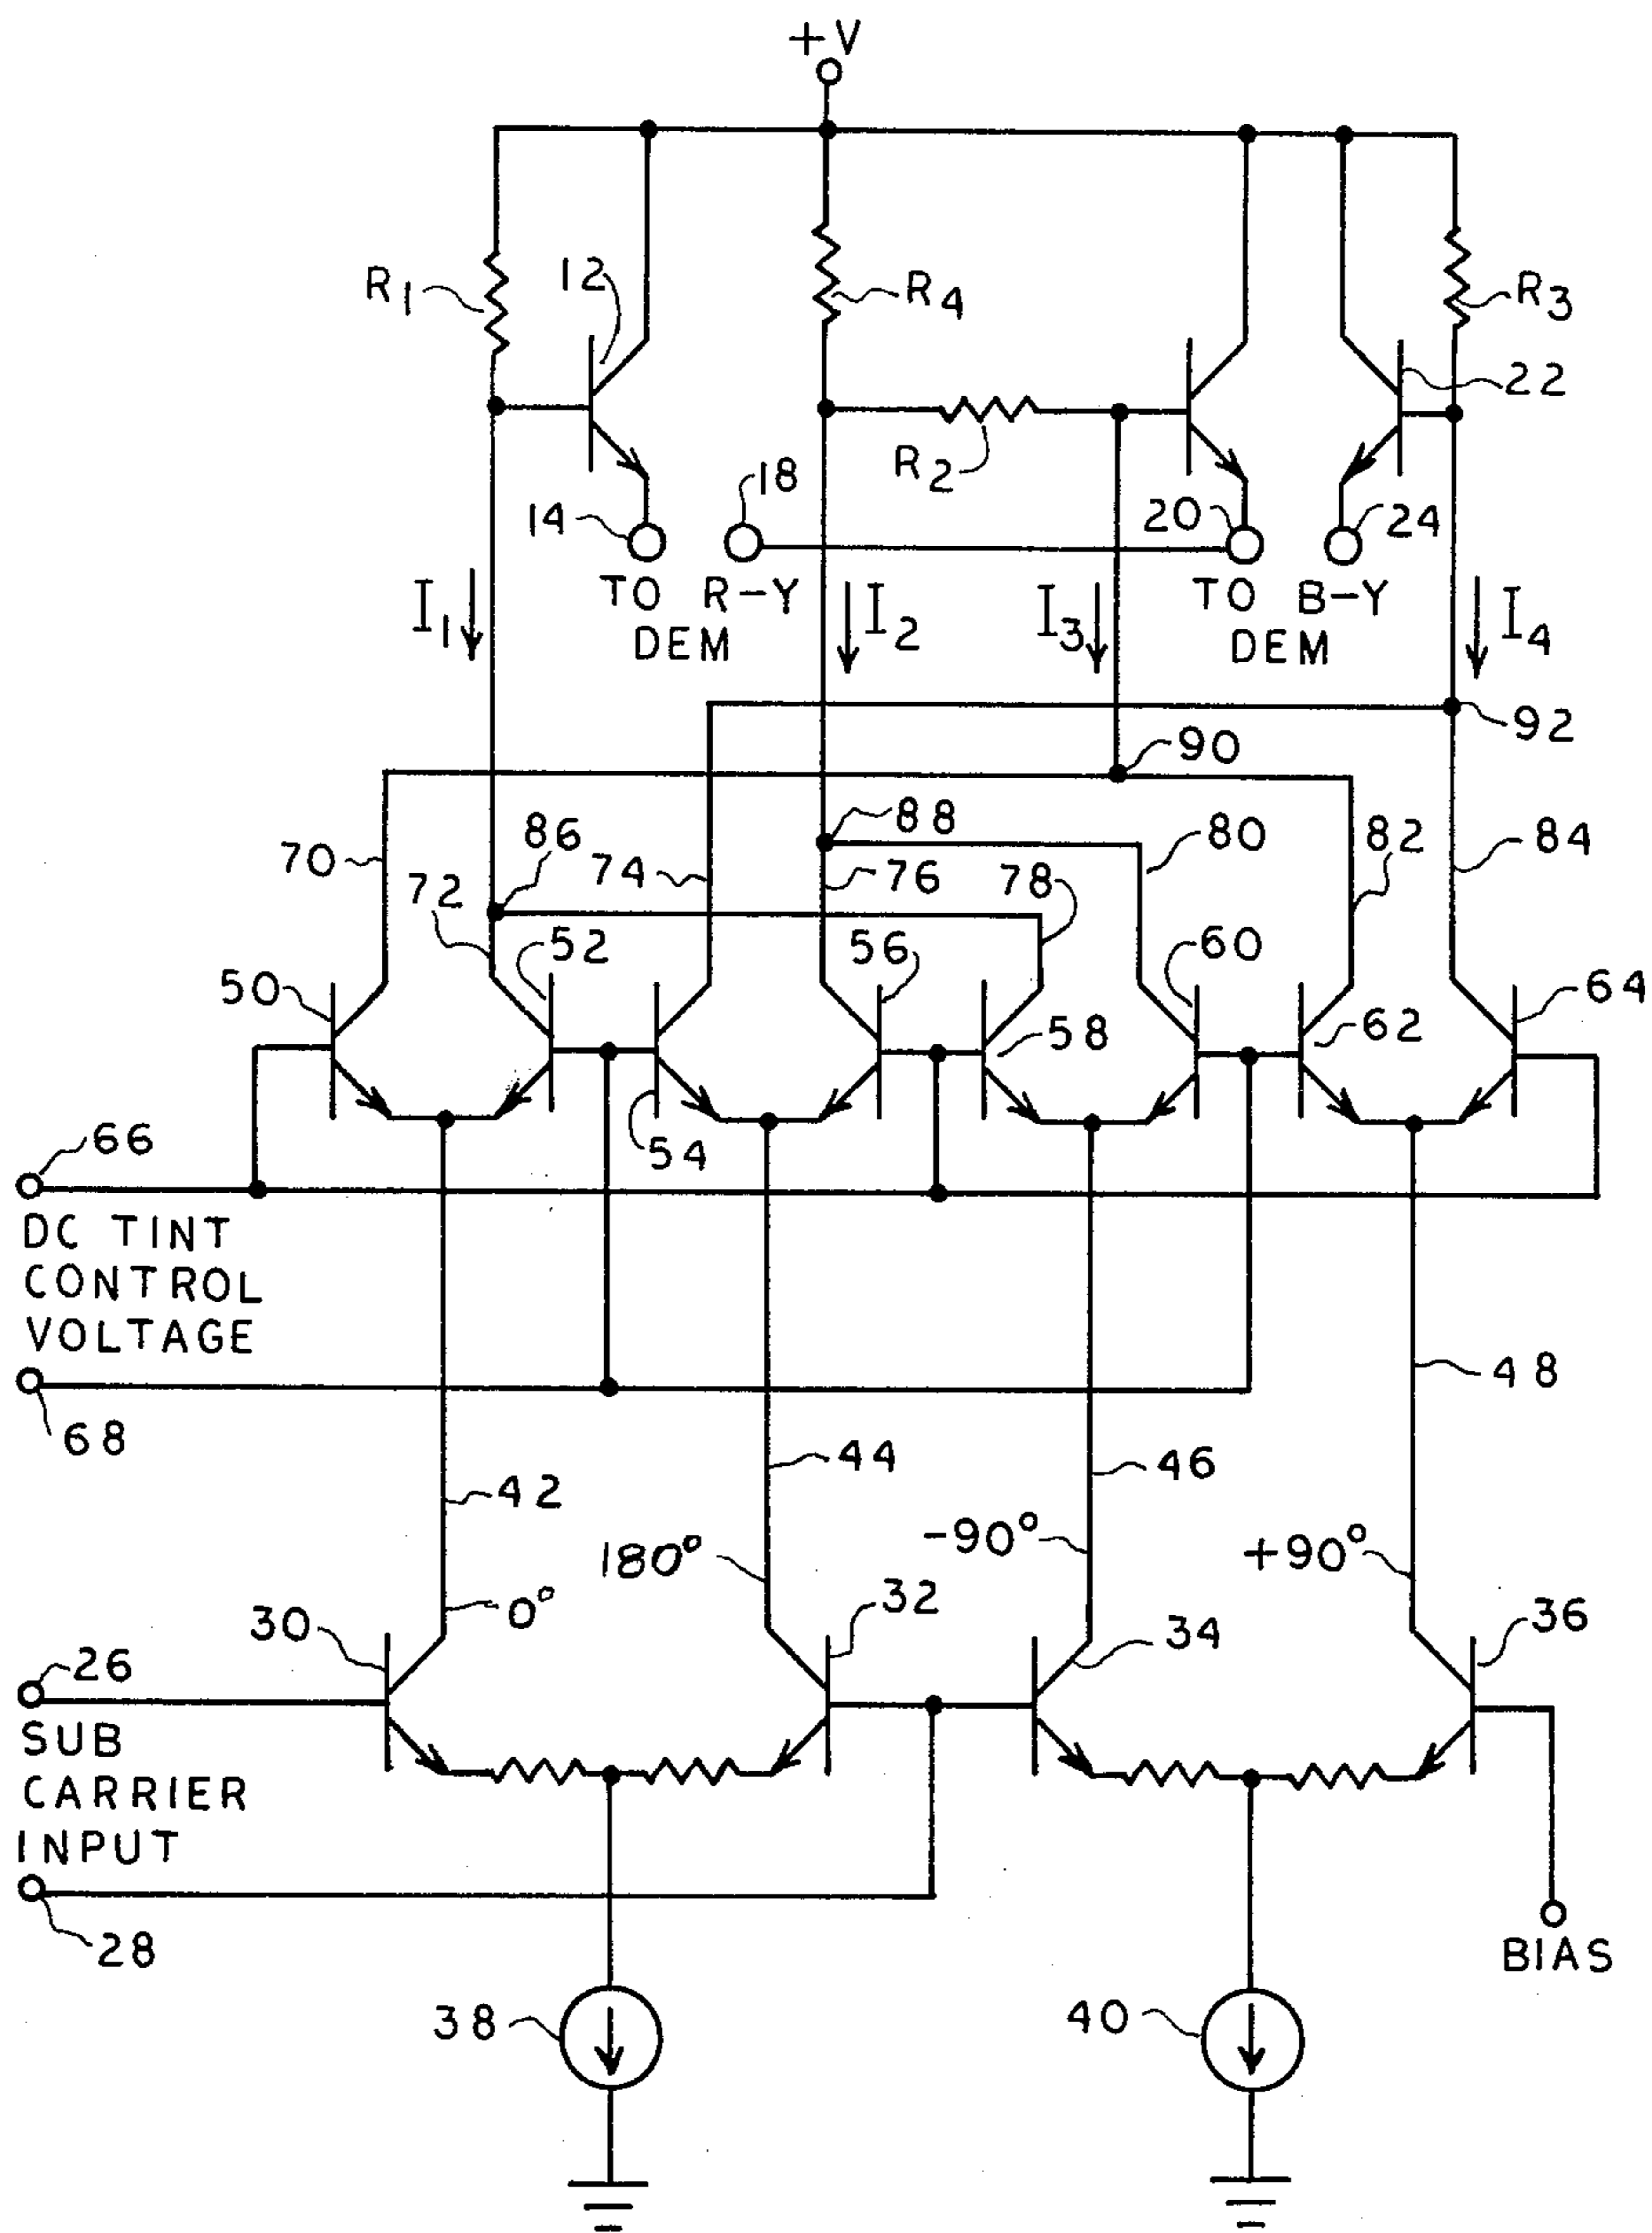 +V
R1
12
R4
R3
22
R2
18
14
20
24
TO R-Y
DEM
TO B-Y
DEM
I1
I2
I3
I4
92
90
88
86
70
72
74
76
78
80
82
84
50
52
56
60
64
54
58
62
66
DC TINT
CONTROL
VOLTAGE
68
48
44
46
42
180°
-90°
+90°
0°
30
32
34
36
26
SUB
CARRIER
INPUT
28
BIAS
38
40